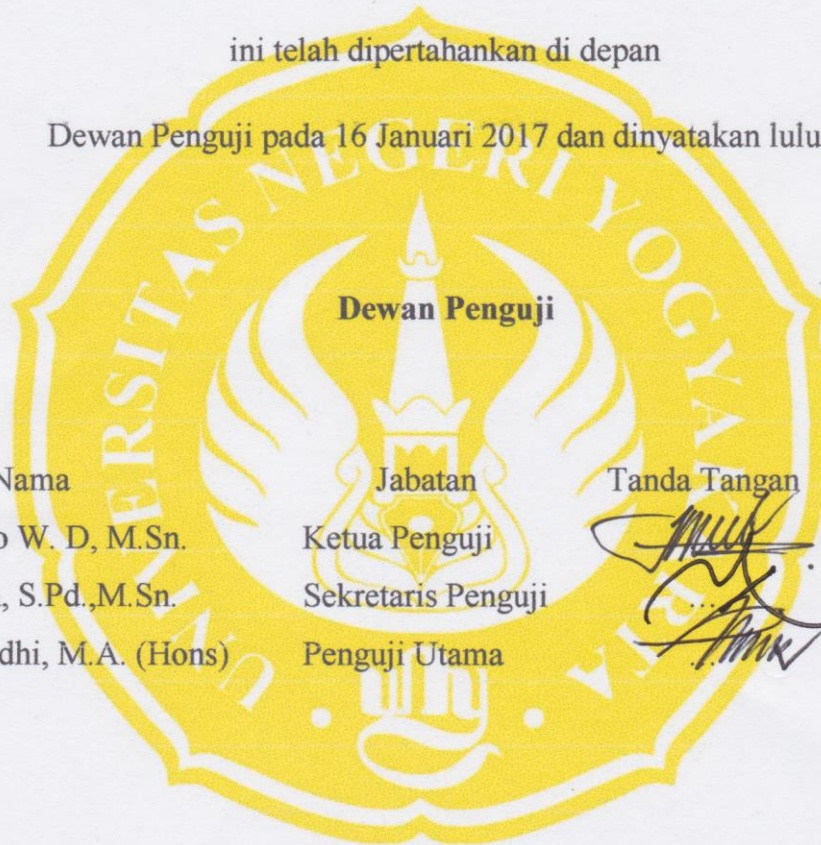 ini telah dipertahankan di depan
Dewan Penguji pada 16 Januari 2017 dan dinyatakan lulu
UNIVERSITAS NEGERI YOGYAKARTA
Dewan Penguji
Nama Jabatan Tanda Tangan
o W. D, M.Sn. Ketua Penguji
, S.Pd.,M.Sn. Sekretaris Penguji ...
dhi, M.A. (Hons) Penguji Utama